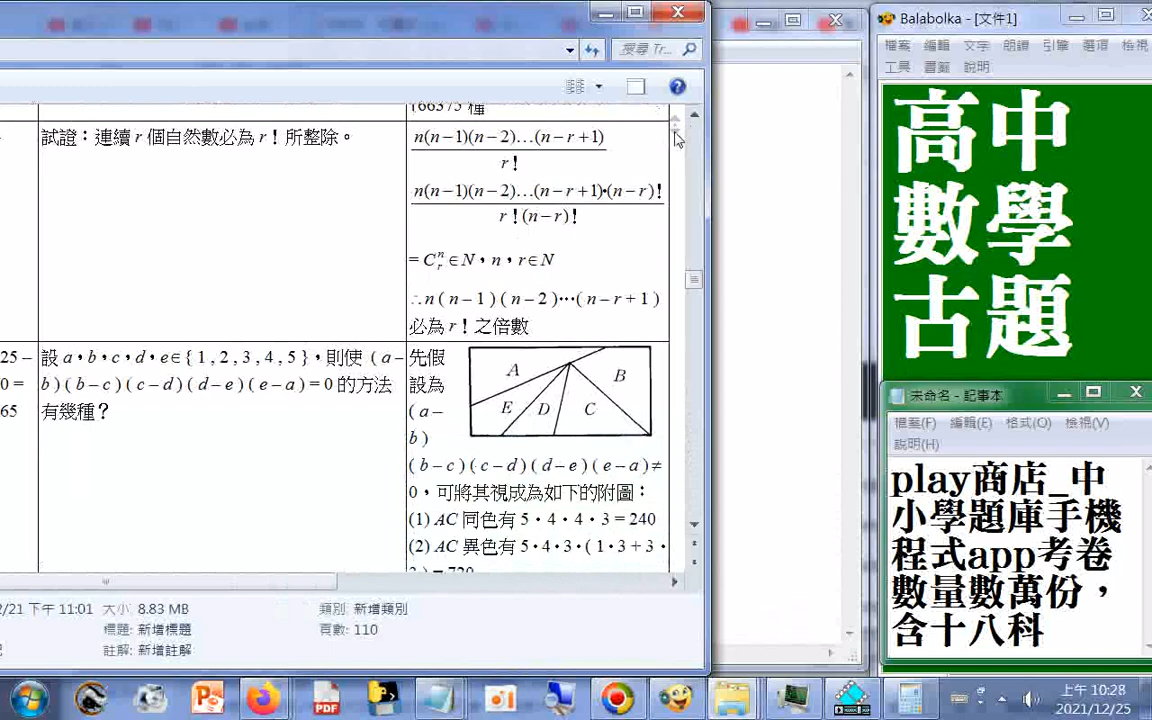 Balabolka - [文件1]
搜尋 Tr...
檔案 編輯 文字 朗讀 引擎 選項 檢視
工具 書籤 說明
166375 種
試證：連續 r 個自然數必為 r！所整除。
n(n−1)(n−2)…(n−r+1)
r！
n(n−1)(n−2)…(n−r+1)•(n−r)！
r！(n−r)！
= C n r ∈N，n，r∈N
∴n ( n − 1 ) ( n − 2 )⋯( n − r + 1 )
必為 r！之倍數
25 −
0 =
65
設 a，b，c，d，e∈{ 1 , 2 , 3 , 4 , 5 }，則使 ( a −
b ) ( b − c ) ( c − d ) ( d − e ) ( e − a ) = 0 的方法
有幾種？
先假
設為
( a −
b )
A
B
E
D
C
( b − c ) ( c − d ) ( d − e ) ( e − a ) ≠
0，可將其視成為如下的附圖：
(1) AC 同色有 5‧4‧4‧3 = 240
(2) AC 異色有 5‧4‧3‧( 1‧3 + 3‧
高中
數學
古題
未命名 - 記事本
檔案(F) 編輯(E) 格式(O) 檢視(V)
說明(H)
play商店_中
小學題庫手機
程式app考卷
數量數萬份，
含十八科
2/21 下午 11:01 大小: 8.83 MB
標題: 新增標題
註解: 新增註解
類別: 新增類別
頁數: 110
PDF
上午 10:28
2021/12/25